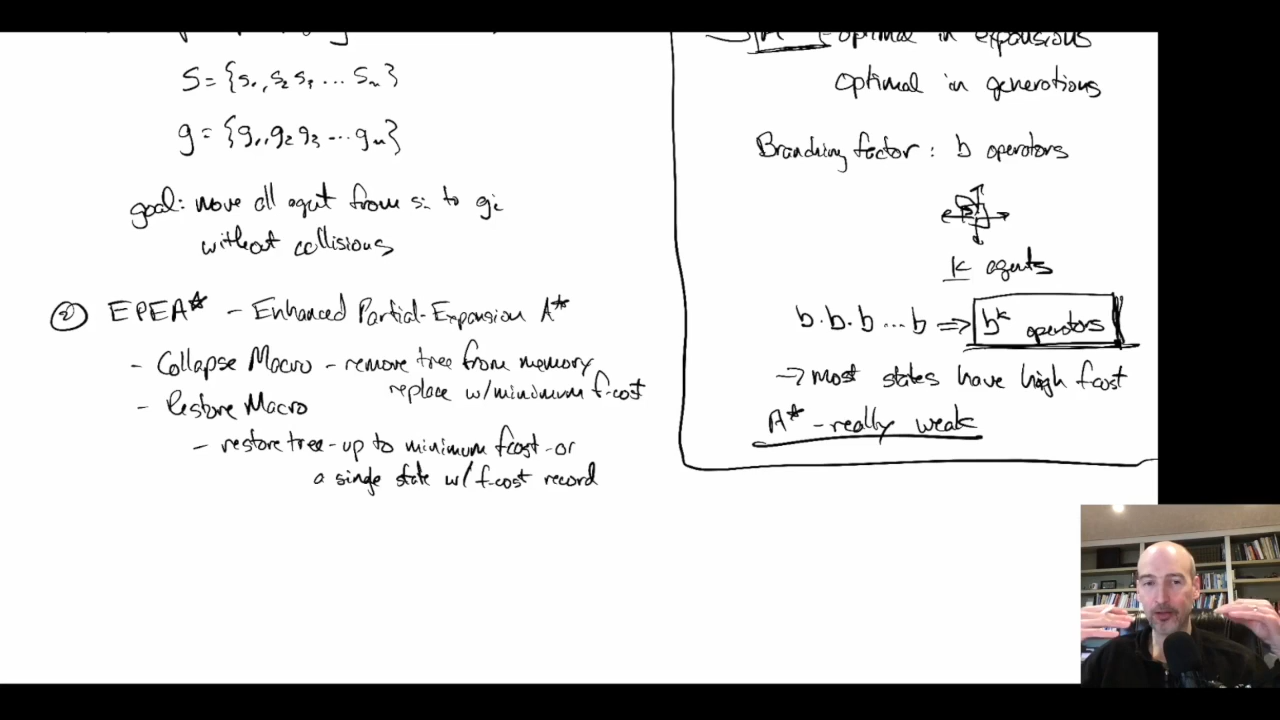 S = {s₁, s₂ s₃, ... sₙ}
g = {g₁, g₂ g₃ ... gₙ}
goal: move all agent from sᵢ to gᵢ
without collisions
② EPEA* – Enhanced Partial-Expansion A*
- Collapse Macro – remove tree from memory
replace w/minimum f-cost
- Restore Macro
- restore tree - up to minimum fcost - or
a single state w/ f-cost record
optimal in expansions
optimal in generations
Branching factor: b operators
k agents
b·b·b ... b ⇒ bᵏ operators
→ most states have high fcost
A* – really weak